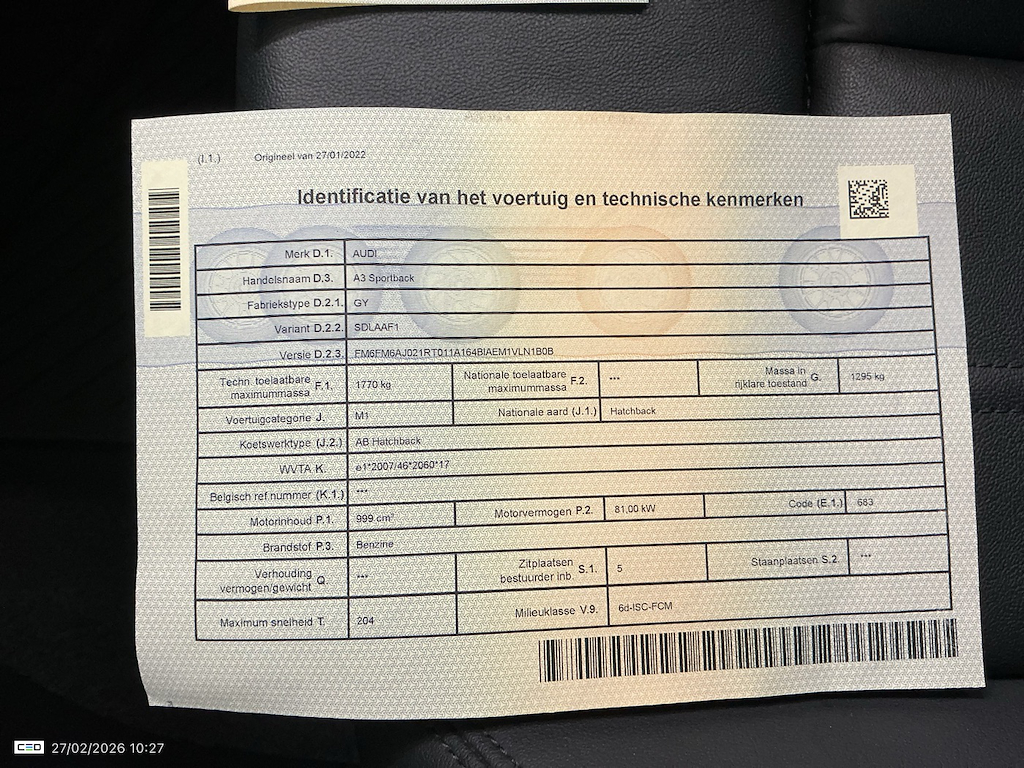 (I.1.) Origineel van 27/01/2022
Identificatie van het voertuig en technische kenmerken
Merk D.1. AUDI
Handelsnaam D.3. A3 Sportback
Fabriekstype D.2.1. GY
Variant D.2.2. SDLAAF1
Versie D.2.3. FM6FM6AJ021RT011A164BIAEM1VLN1B0B
Techn. toelaatbare maximummassa F.1. 1770 kg Nationale toelaatbare maximummassa F.2. *** Massa in rijklare toestand G. 1295 kg
Voertuigcategorie J. M1 Nationale aard (J.1.) Hatchback
Koetswerktype (J.2.) AB Hatchback
WVTA K. e1*2007/46*2060*17
Belgisch ref nummer (K.1.) ***
Motorinhoud P.1. 999 cm³ Motorvermogen P.2. 81,00 kW Code (E.1.) 683
Brandstof P.3. Benzine
Verhouding vermogen/gewicht Q. *** Zitplaatsen bestuurder inb. S.1. 5 Staanplaatsen S.2. ***
Maximum snelheid T. 204 Milieuklasse V.9. 6d-ISC-FCM
CEO 27/02/2026 10:27